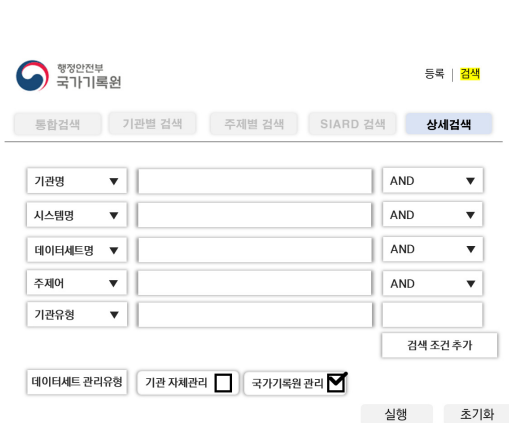 행정안전부
국가기록원
등록 | 검색
통합검색 기관별 검색 주제별 검색 SIARD 검색 상세검색
기관명 ▼ AND ▼
시스템명 ▼ AND ▼
데이터세트명 ▼ AND ▼
주제어 ▼ AND ▼
기관유형 ▼
검색 조건 추가
데이터세트 관리유형 기관 자체관리 국가기록원 관리
실행 초기화